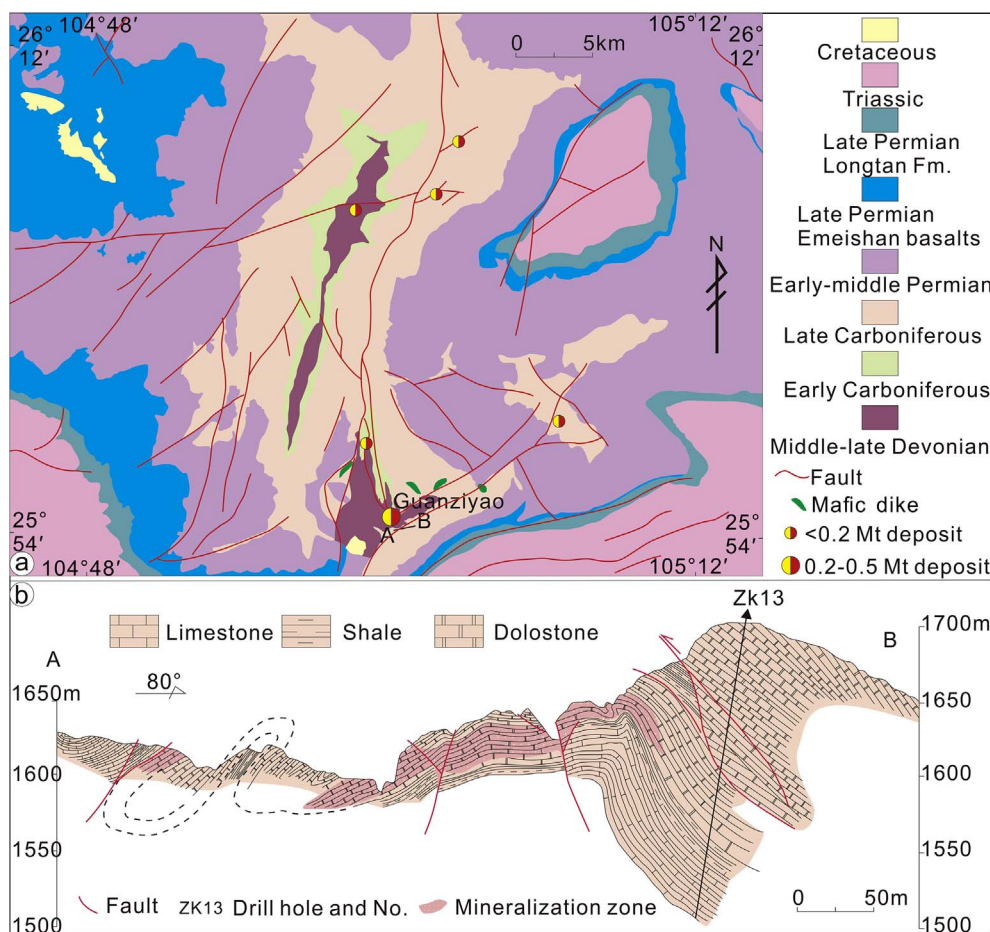 104°48′
26°
12′
0 5km
105°12′
26°
12′
N
Guanziyao
A B
25°
54′
104°48′
105°12′
25°
54′
a
Cretaceous
Triassic
Late Permian
Longtan Fm.
Late Permian
Emeishan basalts
Early-middle Permian
Late Carboniferous
Early Carboniferous
Middle-late Devonian
Fault
Mafic dike
<0.2 Mt deposit
0.2-0.5 Mt deposit
b
Limestone Shale Dolostone
Zk13
A
B
80°
1650m
1600
1550
1500
1700m
1650
1600
1550
1500
0 50m
Fault ZK13 Drill hole and No. Mineralization zone